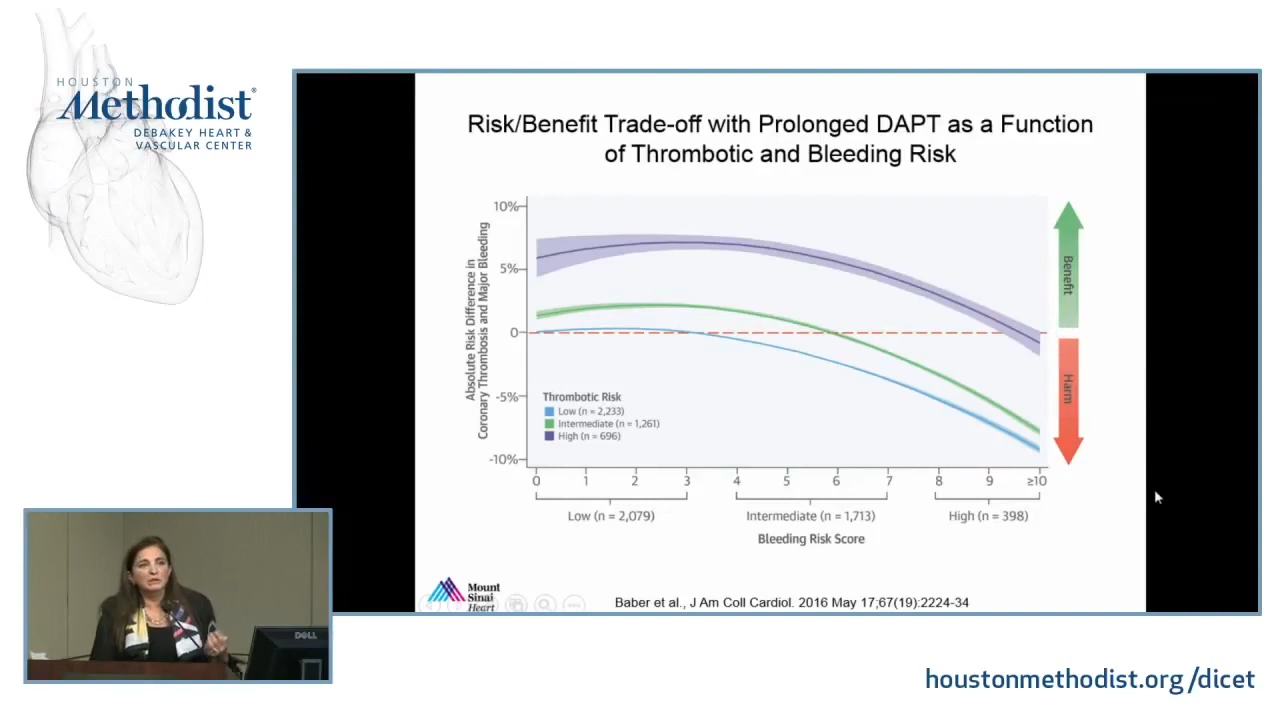 HOUSTON
Methodist®
DEBAKEY HEART &
VASCULAR CENTER
Risk/Benefit Trade-off with Prolonged DAPT as a Function
of Thrombotic and Bleeding Risk
Absolute Risk Difference in
Coronary Thrombosis and Major Bleeding
10%
5%
0
-5%
-10%
Thrombotic Risk
Low (n = 2,233)
Intermediate (n = 1,261)
High (n = 696)
Benefit
Harm
0 1 2 3 4 5 6 7 8 9 ≥10
Low (n = 2,079) Intermediate (n = 1,713) High (n = 398)
Bleeding Risk Score
Mount
Sinai
Heart
Baber et al., J Am Coll Cardiol. 2016 May 17;67(19):2224-34
DELL
houstonmethodist.org/dicet